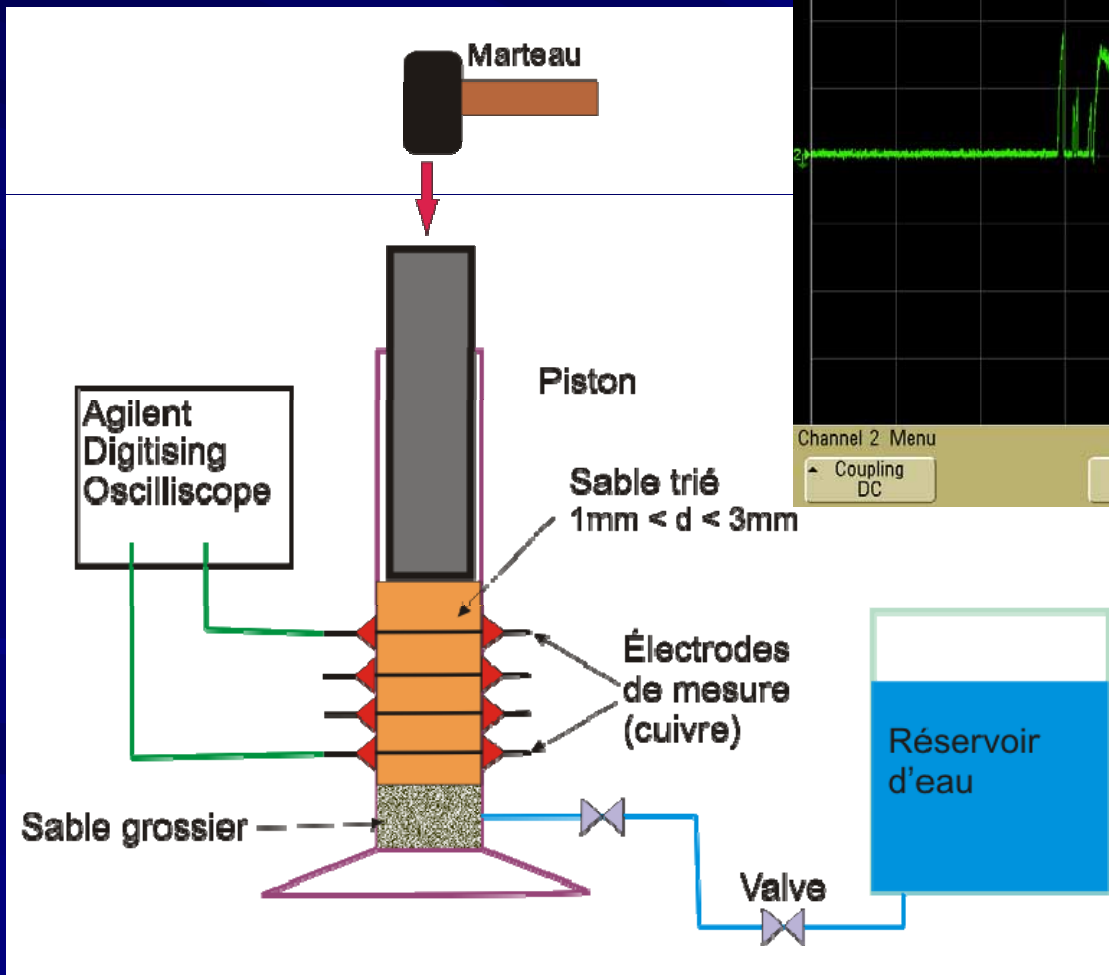 Marteau
2
Channel 2 Menu
Coupling
DC
Piston
Agilent
Digitising
Oscilliscope
Sable trié
1mm < d < 3mm
Électrodes
de mesure
(cuivre)
Réservoir
d'eau
Sable grossier
Valve